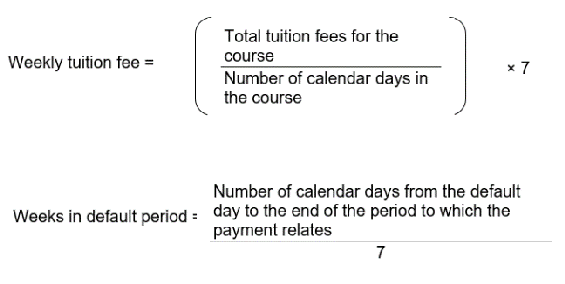 Total tuition fees for the
course
Weekly tuition fee =
× 7
Number of calendar days in
the course
Number of calendar days from the default
Weeks in default period =
day to the end of the period to which the
payment relates
7